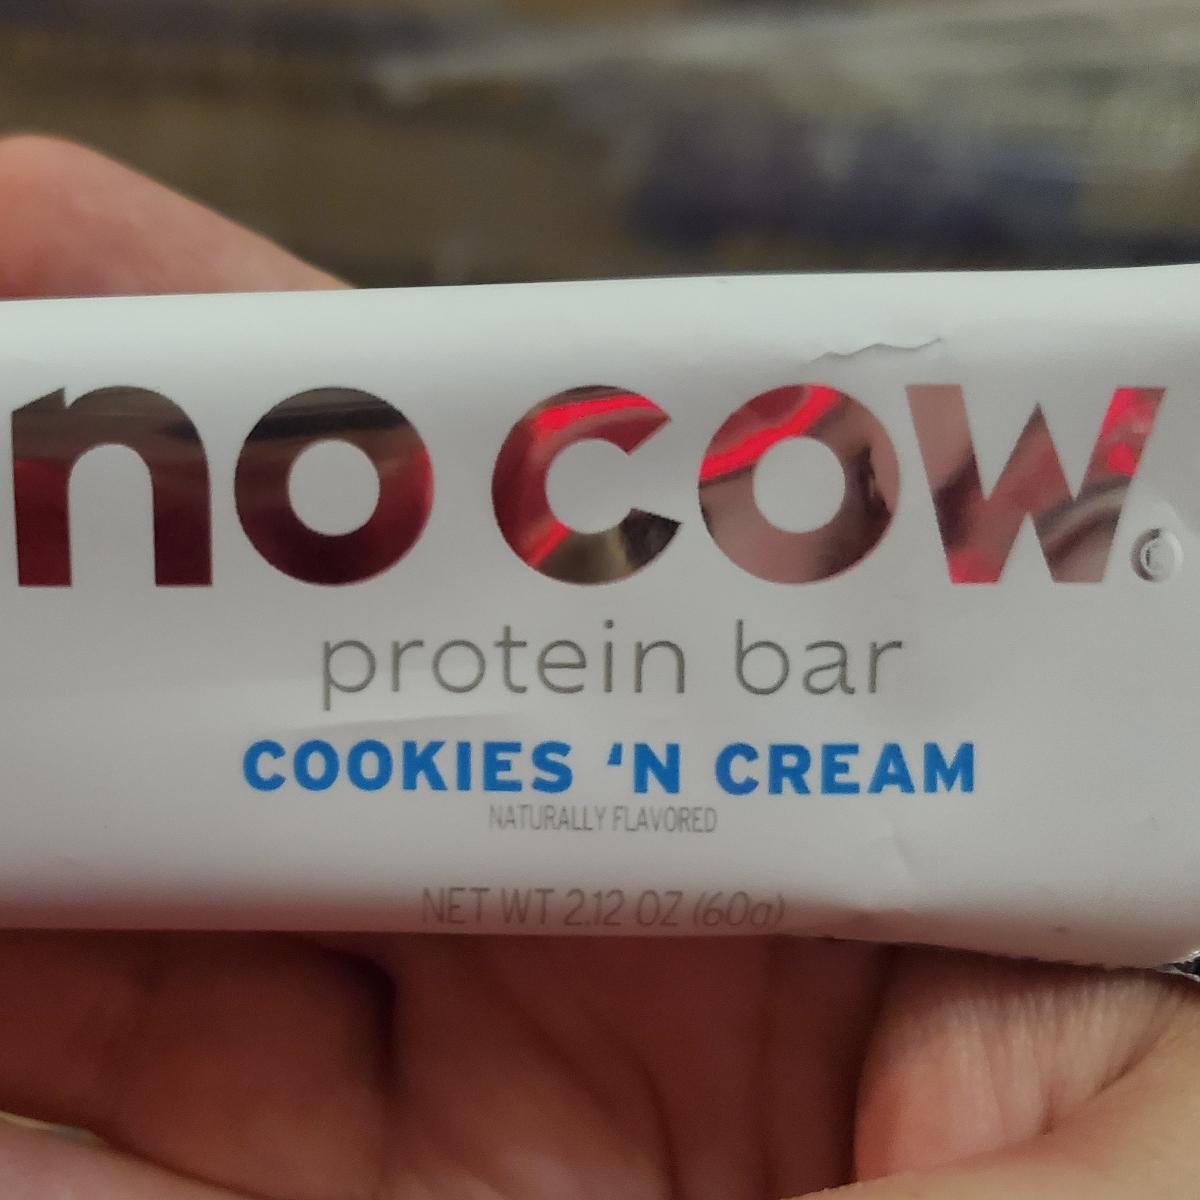 no cow®
protein bar
COOKIES 'N CREAM
NATURALLY FLAVORED
NET WT 2.12 OZ (60g)